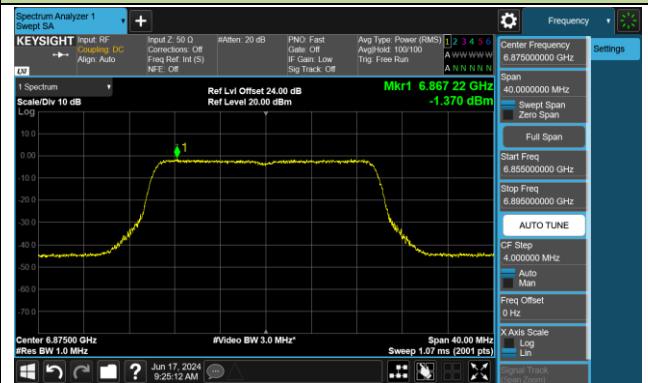 Spectrum Analyzer 1
Swept SA
+
Frequency
KEYSIGHT
Input: RF
Coupling: DC
Align: Auto
Input Z: 50 Ω
Corrections: Off
Freq Ref: Int (S)
NFE: Off
#Atten: 20 dB
PNO: Fast
Gate: Off
IF Gain: Low
Sig Track: Off
Avg Type: Power (RMS)
Avg|Hold: 100/100
Trig: Free Run
1 2 3 4 5 6
A W W W W W
A N N N N N
LXI
1 Spectrum
Scale/Div 10 dB
Log
Ref Lvl Offset 24.00 dB
Ref Level 20.00 dBm
Mkr1 6.867 22 GHz
-1.370 dBm
10.0
0.00
-10.0
-20.0
-30.0
-40.0
-50.0
-60.0
-70.0
1
Center 6.87500 GHz
#Res BW 1.0 MHz
#Video BW 3.0 MHz*
Span 40.00 MHz
Sweep 1.07 ms (2001 pts)
Jun 17, 2024
9:25:12 AM
Center Frequency
6.875000000 GHz
Settings
Span
40.0000000 MHz
Swept Span
Zero Span
Full Span
Start Freq
6.855000000 GHz
Stop Freq
6.895000000 GHz
AUTO TUNE
CF Step
4.000000 MHz
Auto
Man
Freq Offset
0 Hz
X Axis Scale
Log
Lin
Signal Track
(Span Zoom)